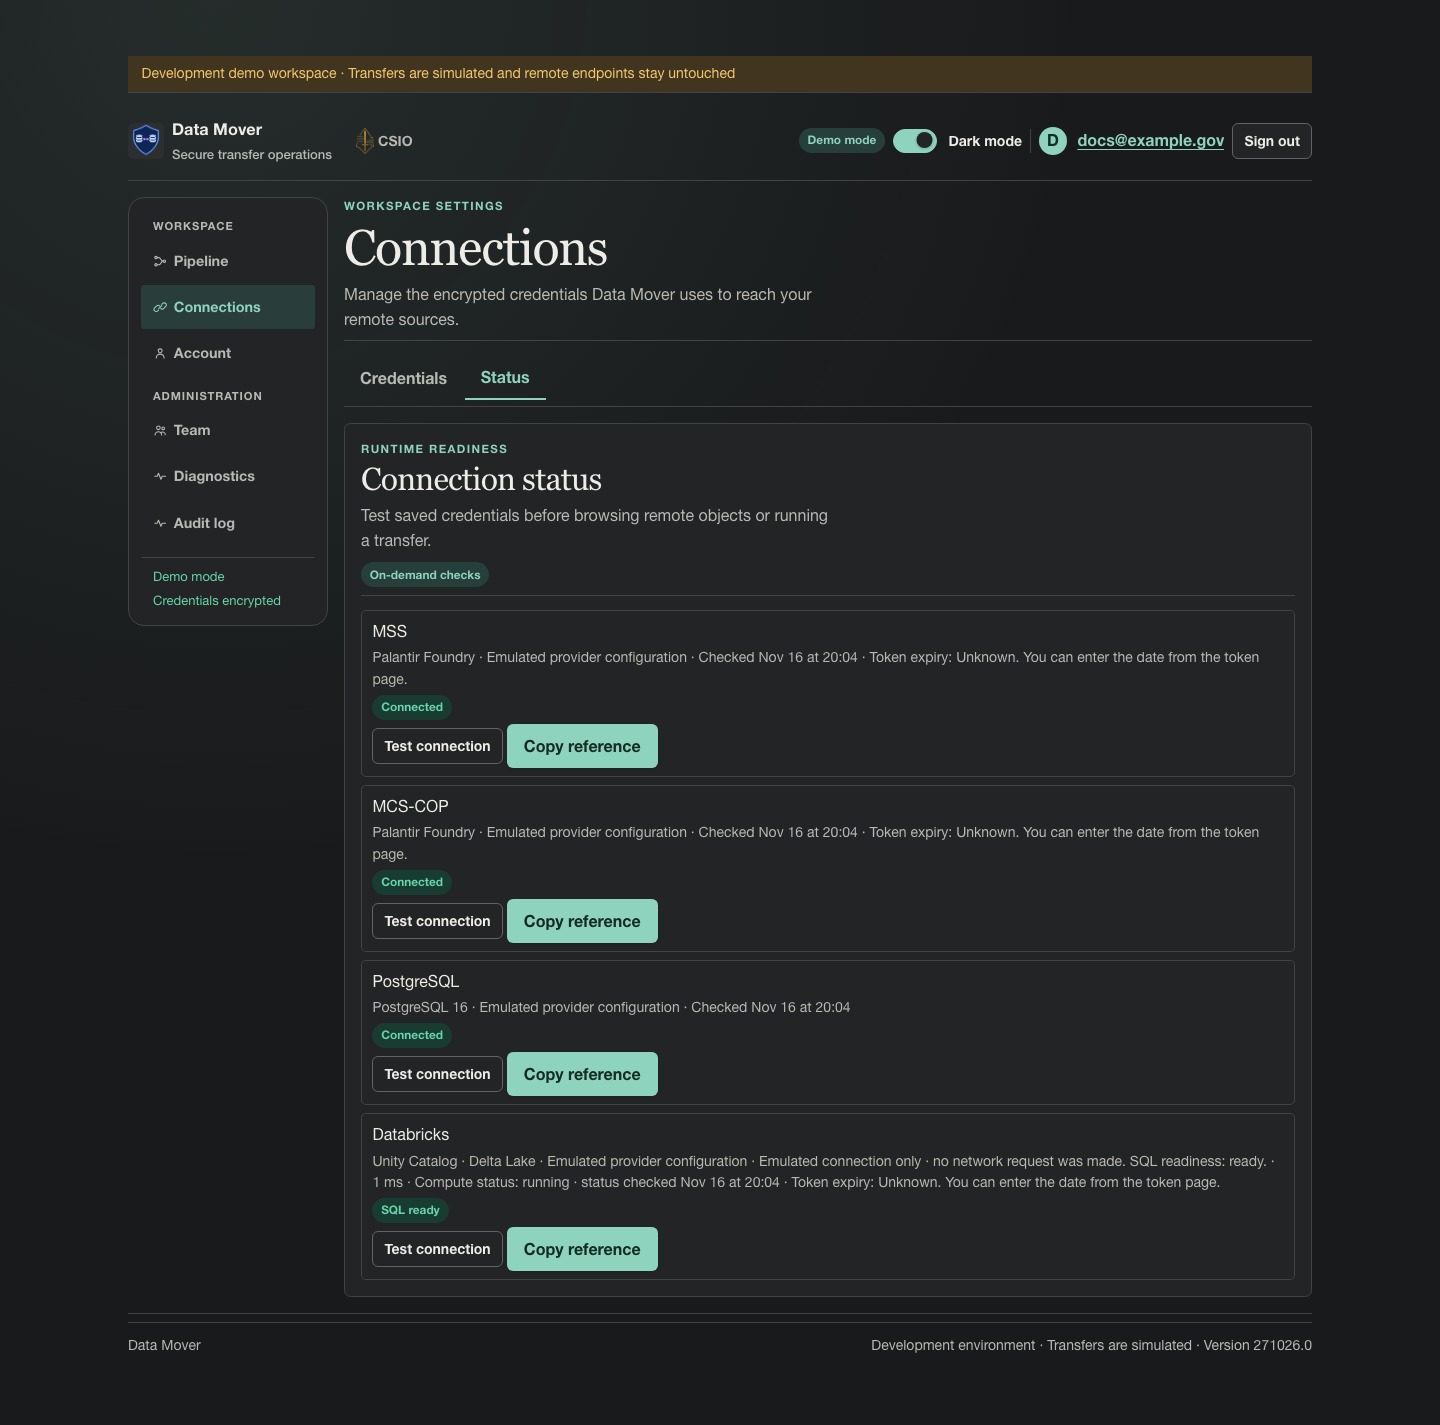 Development demo workspace · Transfers are simulated and remote endpoints stay untouched
Data Mover
Secure transfer operations
CSIO
Demo mode
Dark mode
D
docs@example.gov
Sign out
WORKSPACE
Pipeline
Connections
Account
ADMINISTRATION
Team
Diagnostics
Audit log
Demo mode
Credentials encrypted
WORKSPACE SETTINGS
Connections
Manage the encrypted credentials Data Mover uses to reach your
remote sources.
Credentials
Status
RUNTIME READINESS
Connection status
Test saved credentials before browsing remote objects or running
a transfer.
On-demand checks
MSS
Palantir Foundry · Emulated provider configuration · Checked Nov 16 at 20:04 · Token expiry: Unknown. You can enter the date from the token
page.
Connected
Test connection
Copy reference
MCS-COP
Palantir Foundry · Emulated provider configuration · Checked Nov 16 at 20:04 · Token expiry: Unknown. You can enter the date from the token
page.
Connected
Test connection
Copy reference
PostgreSQL
PostgreSQL 16 · Emulated provider configuration · Checked Nov 16 at 20:04
Connected
Test connection
Copy reference
Databricks
Unity Catalog · Delta Lake · Emulated provider configuration · Emulated connection only · no network request was made. SQL readiness: ready. ·
1 ms · Compute status: running · status checked Nov 16 at 20:04 · Token expiry: Unknown. You can enter the date from the token page.
SQL ready
Test connection
Copy reference
Data Mover
Development environment · Transfers are simulated · Version 271026.0